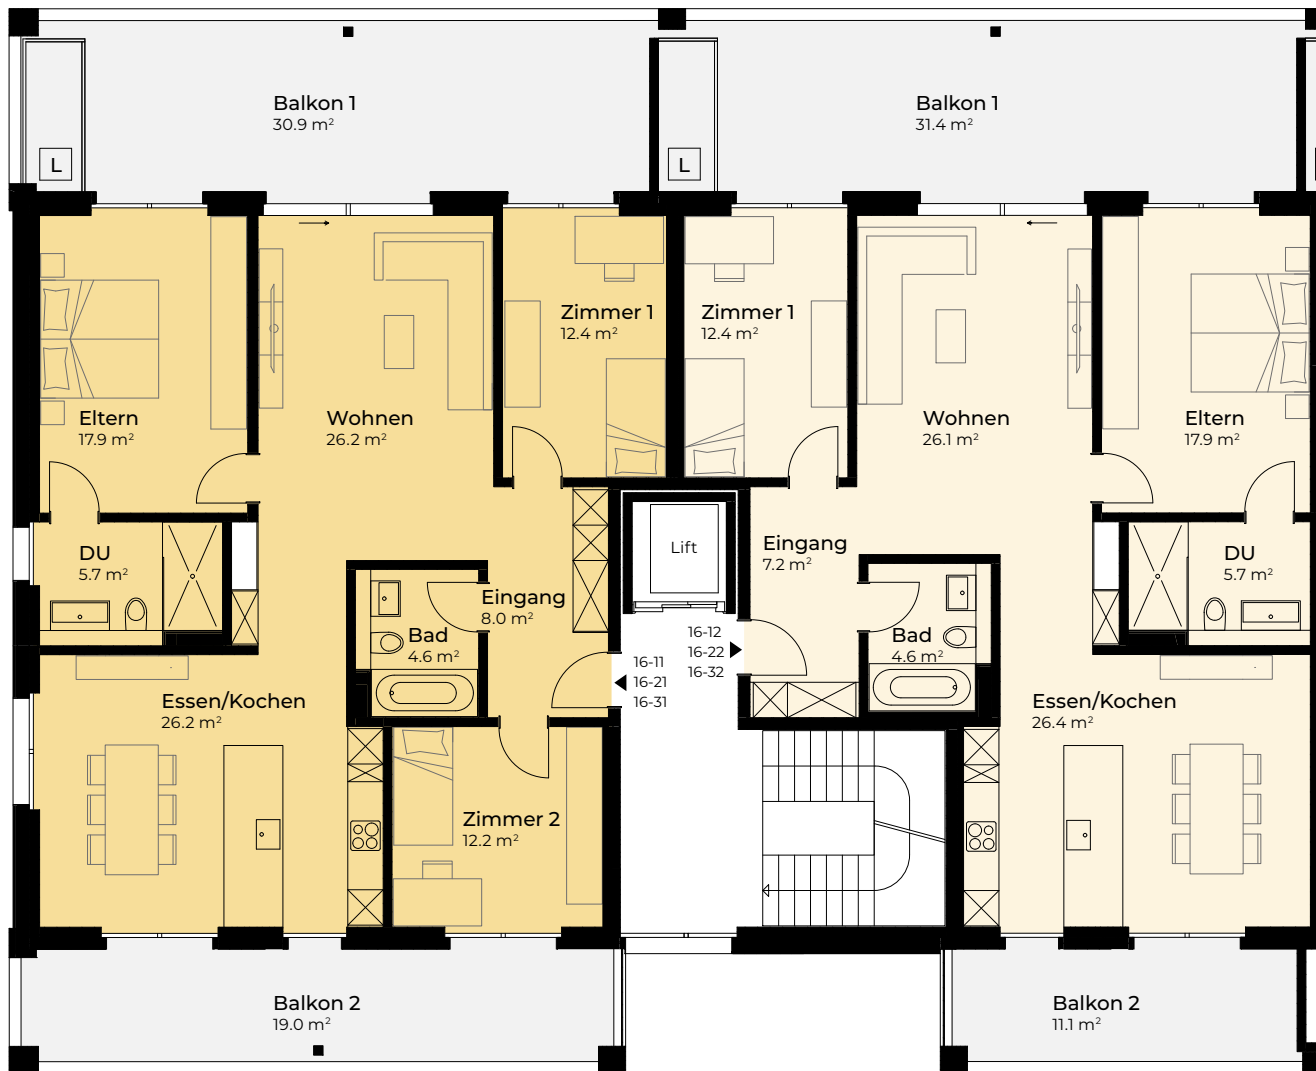 Balkon 1
30.9 m²
Balkon 1
31.4 m²
L
L
Zimmer 1
12.4 m²
Zimmer 1
12.4 m²
Eltern
17.9 m²
Wohnen
26.2 m²
Wohnen
26.1 m²
Eltern
17.9 m²
DU
5.7 m²
Lift
Eingang
7.2 m²
DU
5.7 m²
Eingang
8.0 m²
Bad
4.6 m²
16-11
16-21
16-31
16-12
16-22
16-32
Bad
4.6 m²
Essen/Kochen
26.2 m²
Essen/Kochen
26.4 m²
Zimmer 2
12.2 m²
Balkon 2
19.0 m²
Balkon 2
11.1 m²